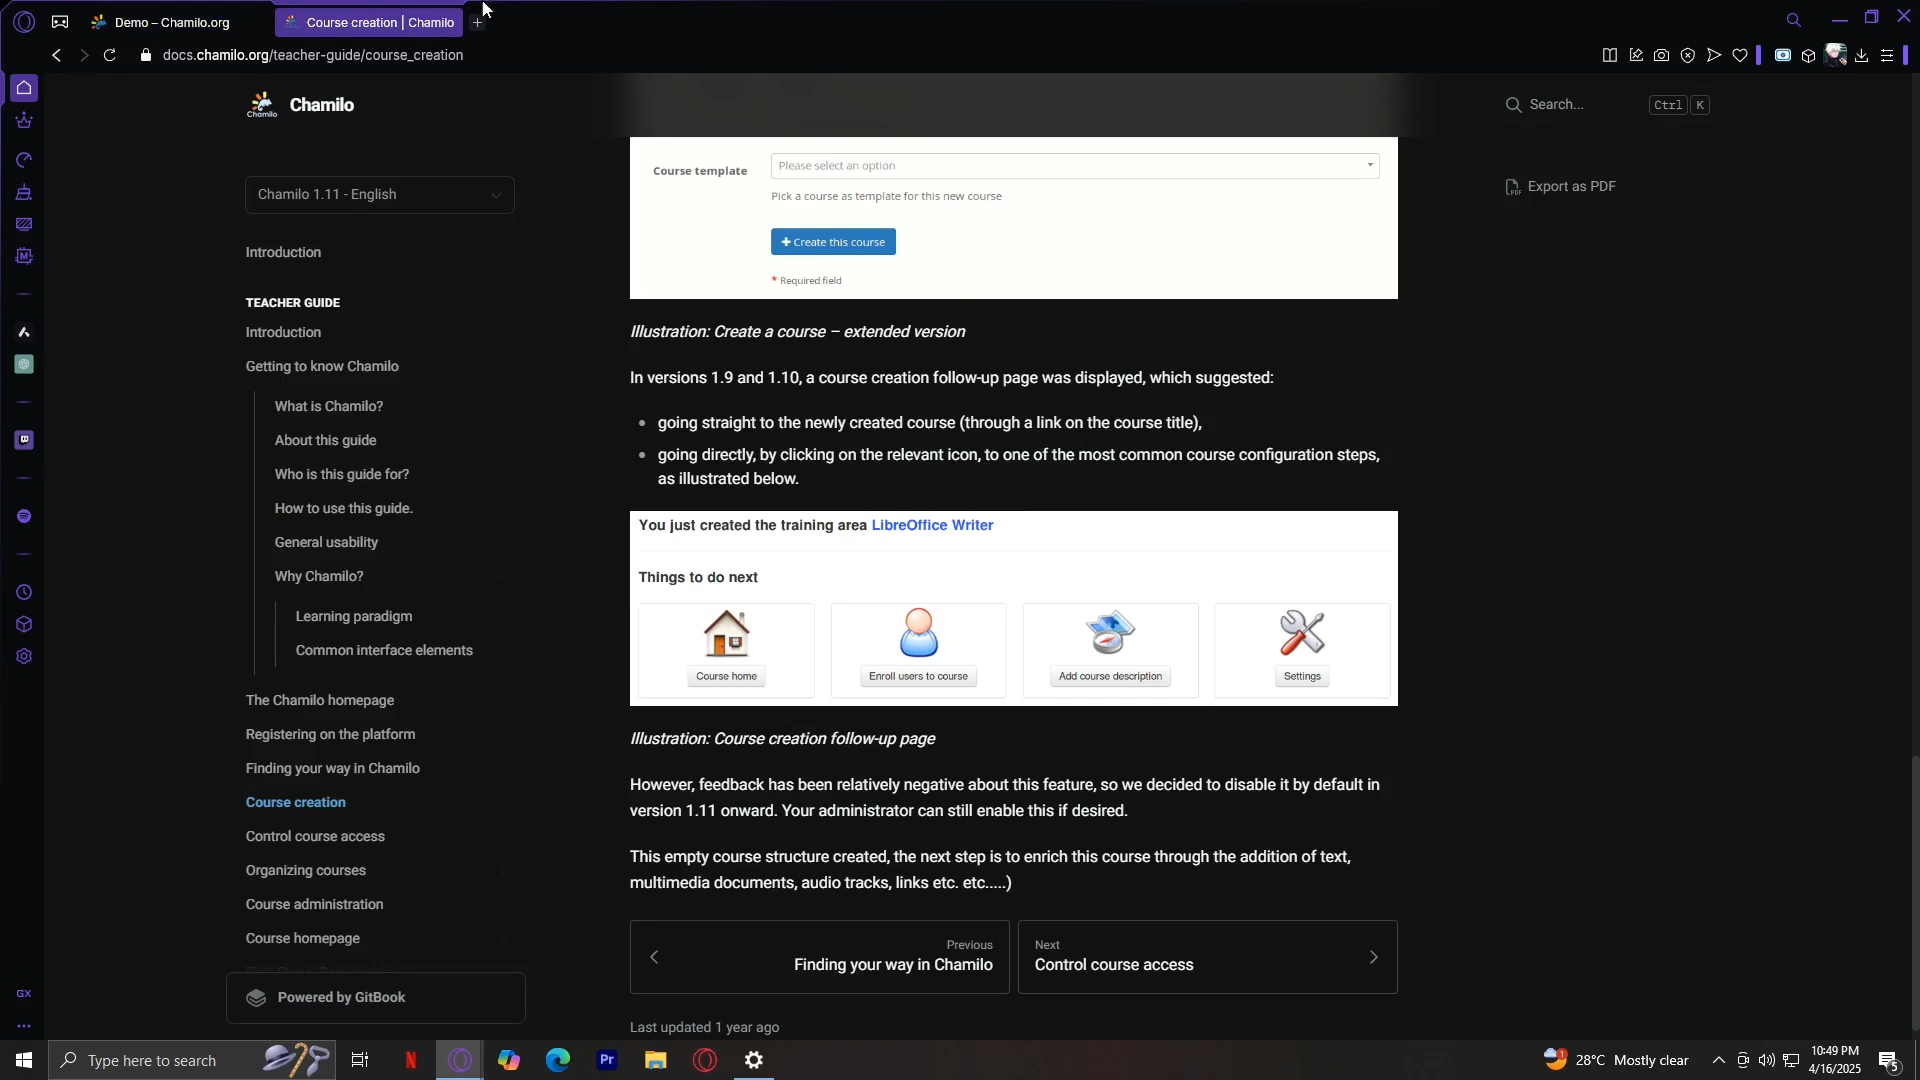 Demo – Chamilo.org
Course creation | Chamilo
docs.chamilo.org/teacher-guide/course_creation
Chamilo
Chamilo
Search...
Ctrl K
Chamilo 1.11 - English
Export as PDF
Introduction
TEACHER GUIDE
Introduction
Getting to know Chamilo
What is Chamilo?
About this guide
Who is this guide for?
How to use this guide.
General usability
Why Chamilo?
Learning paradigm
Common interface elements
The Chamilo homepage
Registering on the platform
Finding your way in Chamilo
Course creation
Control course access
Organizing courses
Course administration
Course homepage
Powered by GitBook
Course template
Please select an option
Pick a course as template for this new course
Create this course
* Required field
Illustration: Create a course – extended version
In versions 1.9 and 1.10, a course creation follow-up page was displayed, which suggested:
going straight to the newly created course (through a link on the course title),
going directly, by clicking on the relevant icon, to one of the most common course configuration steps,
as illustrated below.
You just created the training area LibreOffice Writer
Things to do next
Course home
Enroll users to course
Add course description
Settings
Illustration: Course creation follow-up page
However, feedback has been relatively negative about this feature, so we decided to disable it by default in
version 1.11 onward. Your administrator can still enable this if desired.
This empty course structure created, the next step is to enrich this course through the addition of text,
multimedia documents, audio tracks, links etc. etc.....)
Previous
Finding your way in Chamilo
Next
Control course access
Last updated 1 year ago
GX
Type here to search
Pr
28°C Mostly clear
10:49 PM
4/16/2025
5